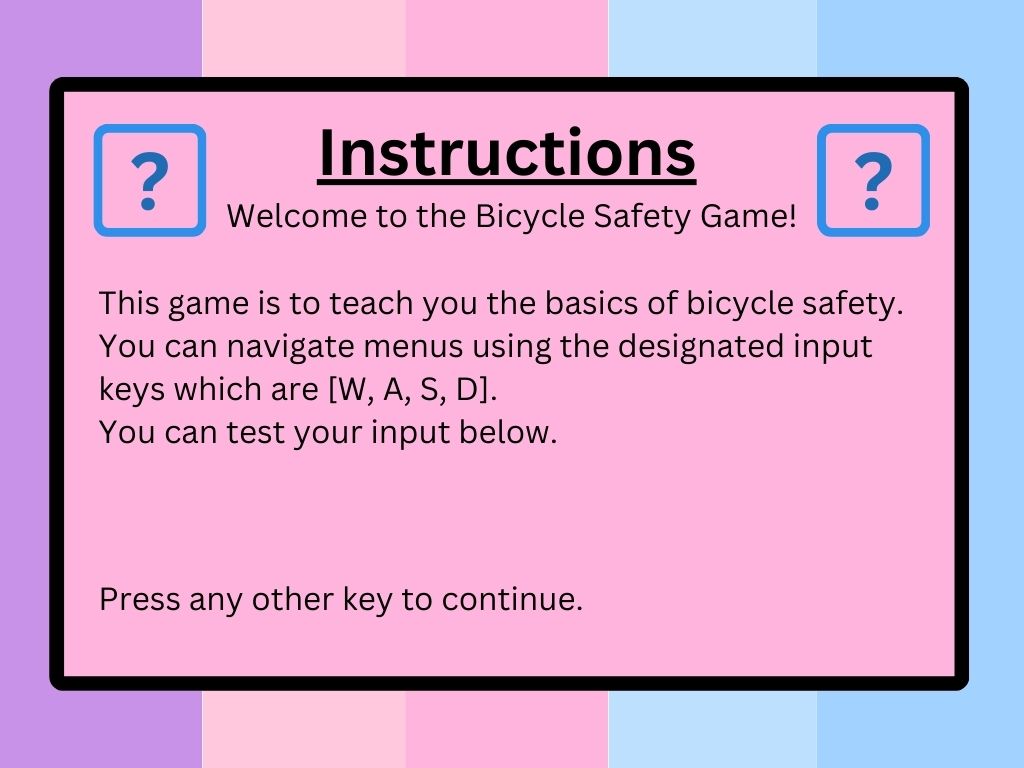 Instructions
? Welcome to the Bicycle Safety Game! ?
This game is to teach you the basics of bicycle safety.
You can navigate menus using the designated input
keys which are [W, A, S, D].
You can test your input below.
Press any other key to continue.